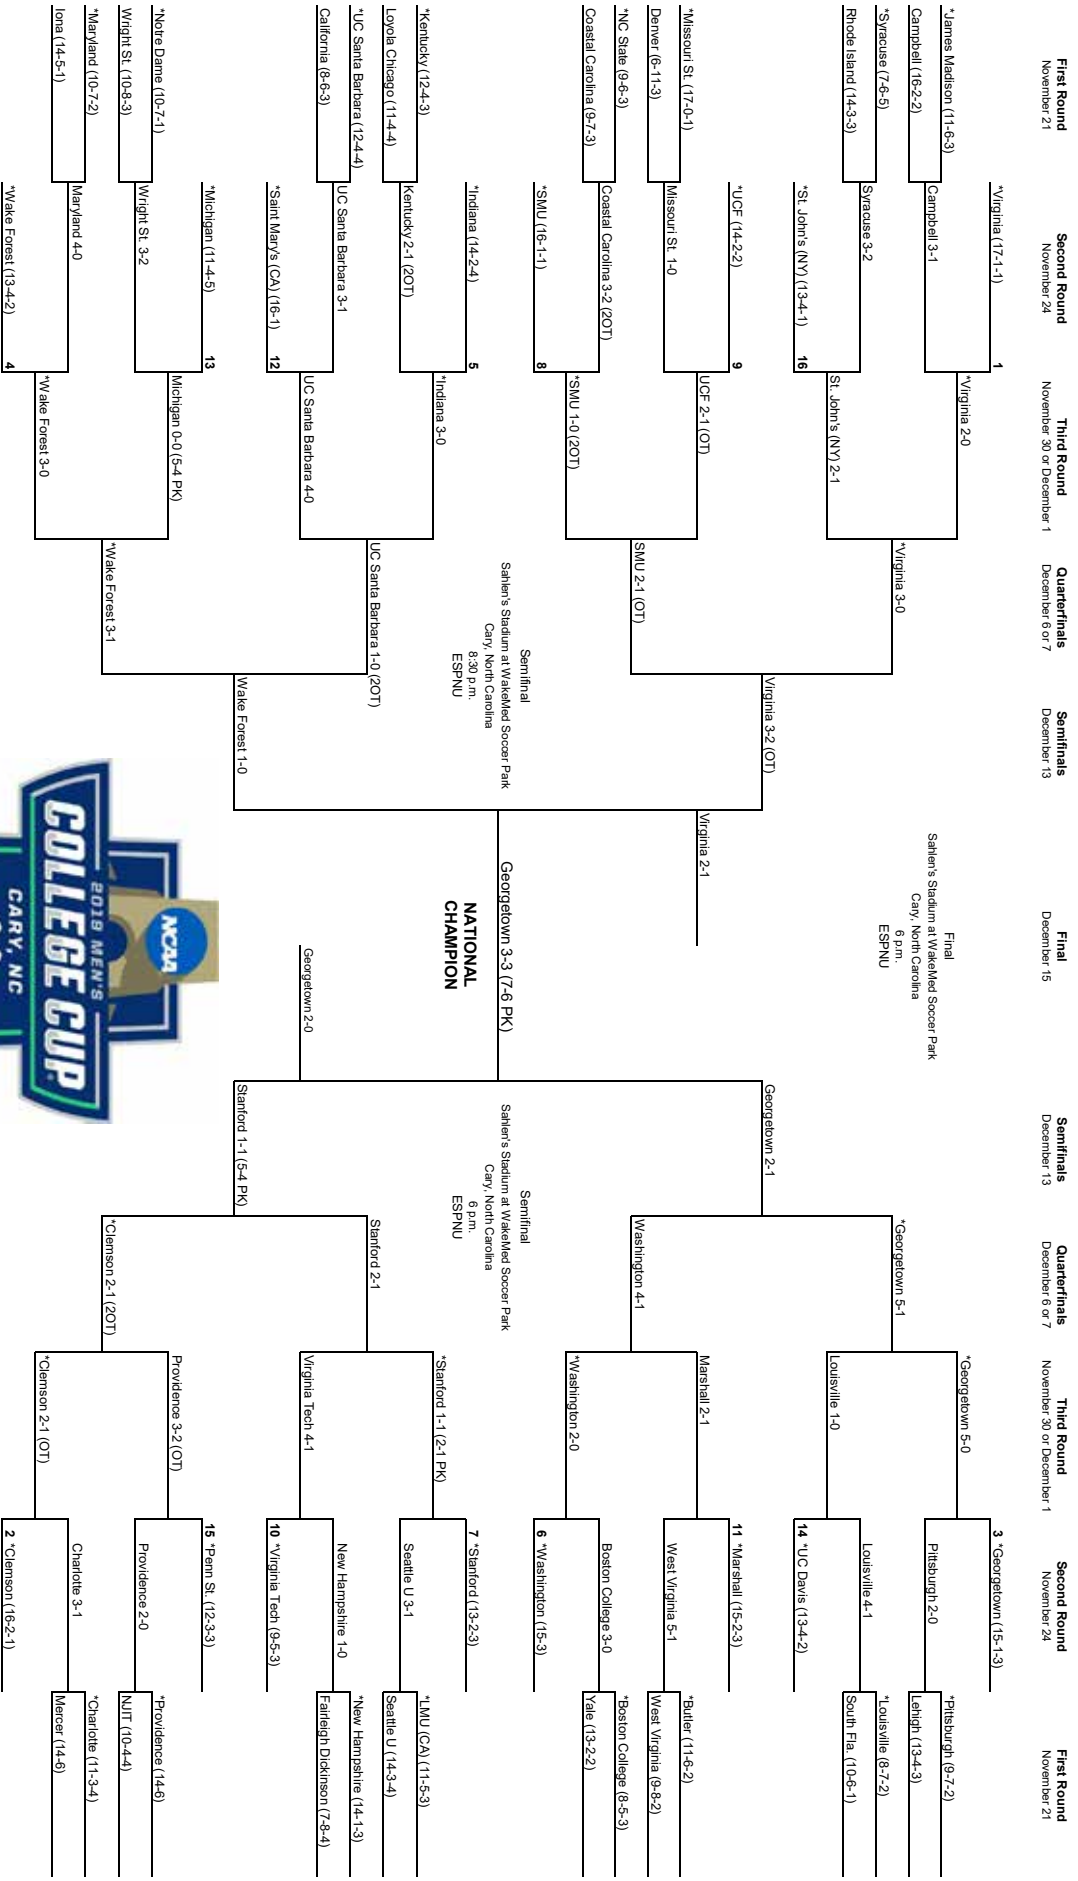 First Round
November 21
Second Round
November 24
Third Round
November 30 or December 1
Quarterfinals
December 6 or 7
Semifinals
December 13
Final
December 15
Semifinals
December 13
Quarterfinals
December 6 or 7
Third Round
November 30 or December 1
Second Round
November 24
First Round
November 21
*James Madison (11-6-3)
Campbell (16-2-2)
*Syracuse (7-6-5)
Rhode Island (14-3-3)
*Missouri St. (17-0-1)
Denver (6-11-3)
*NC State (9-6-3)
Coastal Carolina (9-7-3)
*Kentucky (12-4-3)
Loyola Chicago (11-4-4)
*UC Santa Barbara (12-4-4)
California (8-6-3)
*Notre Dame (10-7-1)
Wright St. (10-8-3)
*Maryland (10-7-2)
Iona (14-5-1)
*Virginia (17-1-1)
1
Campbell 3-1
Syracuse 3-2
*St. John's (NY) (13-4-1)
16
*UCF (14-2-2)
9
Missouri St. 1-0
Coastal Carolina 3-2 (2OT)
*SMU (16-1-1)
8
*Indiana (14-2-4)
5
Kentucky 2-1 (2OT)
UC Santa Barbara 3-1
*Saint Mary's (CA) (16-1)
12
*Michigan (11-4-5)
13
Wright St. 3-2
Maryland 4-0
*Wake Forest (13-4-2)
4
*Virginia 2-0
St. John's (NY) 2-1
UCF 2-1 (OT)
*SMU 1-0 (2OT)
*Indiana 3-0
UC Santa Barbara 4-0
Michigan 0-0 (5-4 PK)
*Wake Forest 3-0
*Virginia 3-0
SMU 2-1 (OT)
UC Santa Barbara 1-0 (2OT)
*Wake Forest 3-1
Semifinal
Sahlen's Stadium at WakeMed Soccer Park
Cary, North Carolina
8:30 p.m.
ESPNU
Virginia 3-2 (OT)
Wake Forest 1-0
Final
Sahlen's Stadium at WakeMed Soccer Park
Cary, North Carolina
6 p.m.
ESPNU
Virginia 2-1
Georgetown 3-3 (7-6 PK)
NATIONAL
CHAMPION
Georgetown 2-0
NCAA
2019 MEN'S
COLLEGE CUP
CARY, NC
Georgetown 2-1
Stanford 1-1 (5-4 PK)
Semifinal
Sahlen's Stadium at WakeMed Soccer Park
Cary, North Carolina
6 p.m.
ESPNU
*Georgetown 5-1
Washington 4-1
Stanford 2-1
*Clemson 2-1 (2OT)
*Georgetown 5-0
Louisville 1-0
Marshall 2-1
*Washington 2-0
*Stanford 1-1 (2-1 PK)
Virginia Tech 4-1
Providence 3-2 (OT)
*Clemson 2-1 (OT)
3 *Georgetown (15-1-3)
Pittsburgh 2-0
Louisville 4-1
14 *UC Davis (13-4-2)
11 *Marshall (15-2-3)
West Virginia 5-1
Boston College 3-0
6 *Washington (15-3)
7 *Stanford (13-2-3)
Seattle U 3-1
New Hampshire 1-0
10 *Virginia Tech (9-5-3)
15 *Penn St. (12-3-3)
Providence 2-0
Charlotte 3-1
2 *Clemson (16-2-1)
*Pittsburgh (9-7-2)
Lehigh (13-4-3)
*Louisville (8-7-2)
South Fla. (10-6-1)
*Butler (11-6-2)
West Virginia (9-8-2)
*Boston College (8-5-3)
Yale (13-2-2)
*LMU (CA) (11-5-3)
Seattle U (14-3-4)
*New Hampshire (14-1-3)
Fairleigh Dickinson (7-8-4)
*Providence (14-6)
NJIT (10-4-4)
*Charlotte (11-3-4)
Mercer (14-6)